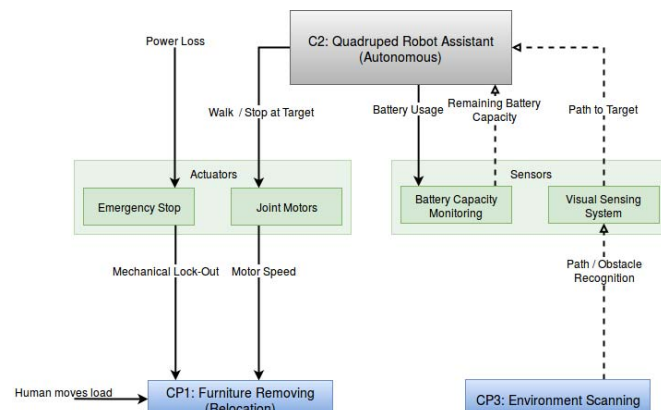 C2: Quadruped Robot Assistant
(Autonomous)
Power Loss
Walk / Stop at Target
Battery Usage
Remaining Battery
Capacity
Path to Target
Actuators
Sensors
Emergency Stop
Joint Motors
Battery Capacity
Monitoring
Visual Sensing
System
Mechanical Lock-Out
Motor Speed
Path / Obstacle
Recognition
Human moves load
CP1: Furniture Removing
(Relocation)
CP3: Environment Scanning